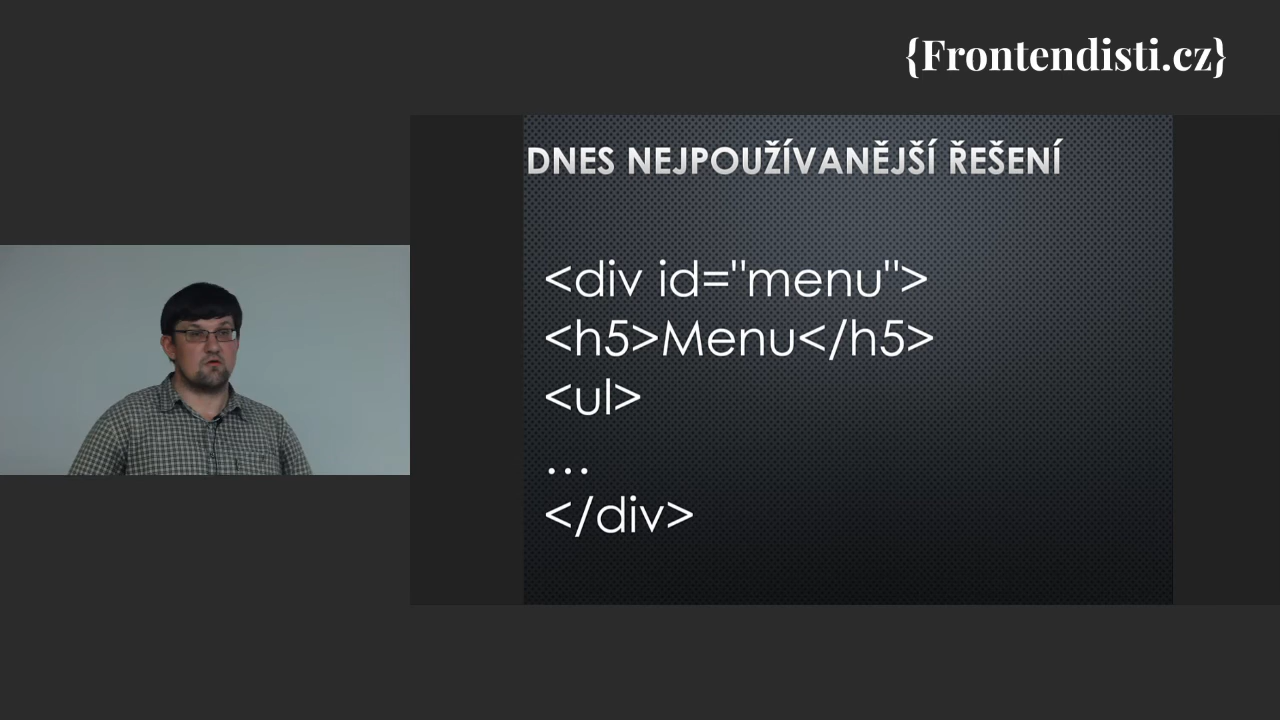 {Frontendisti.cz}
DNES NEJPOUŽÍVANĚJŠÍ ŘEŠENÍ
<div id="menu">
<h5>Menu</h5>
<ul>
...
</div>